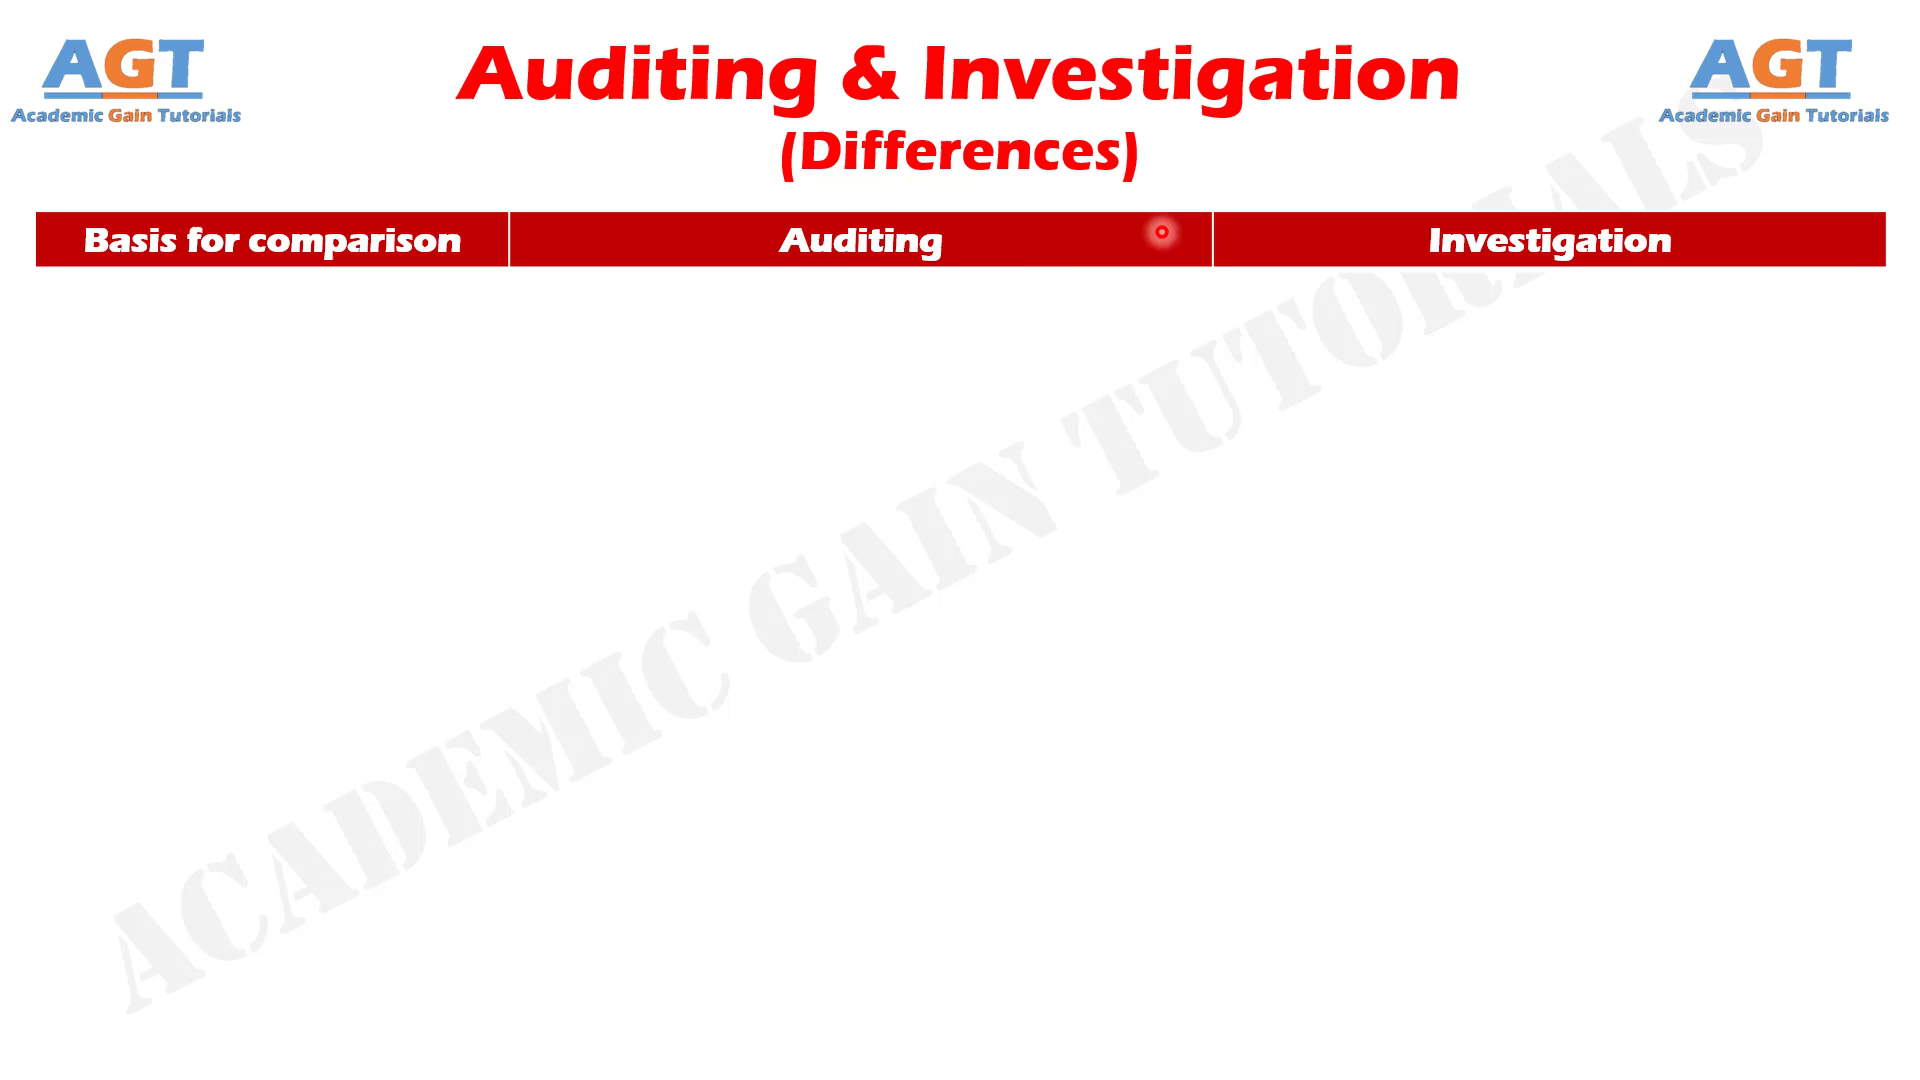 AGT
Academic Gain Tutorials
Auditing & Investigation
(Differences)
AGT
Academic Gain Tutorials
Basis for comparison
Auditing
Investigation
ACADEMIC GAIN TUTORIALS